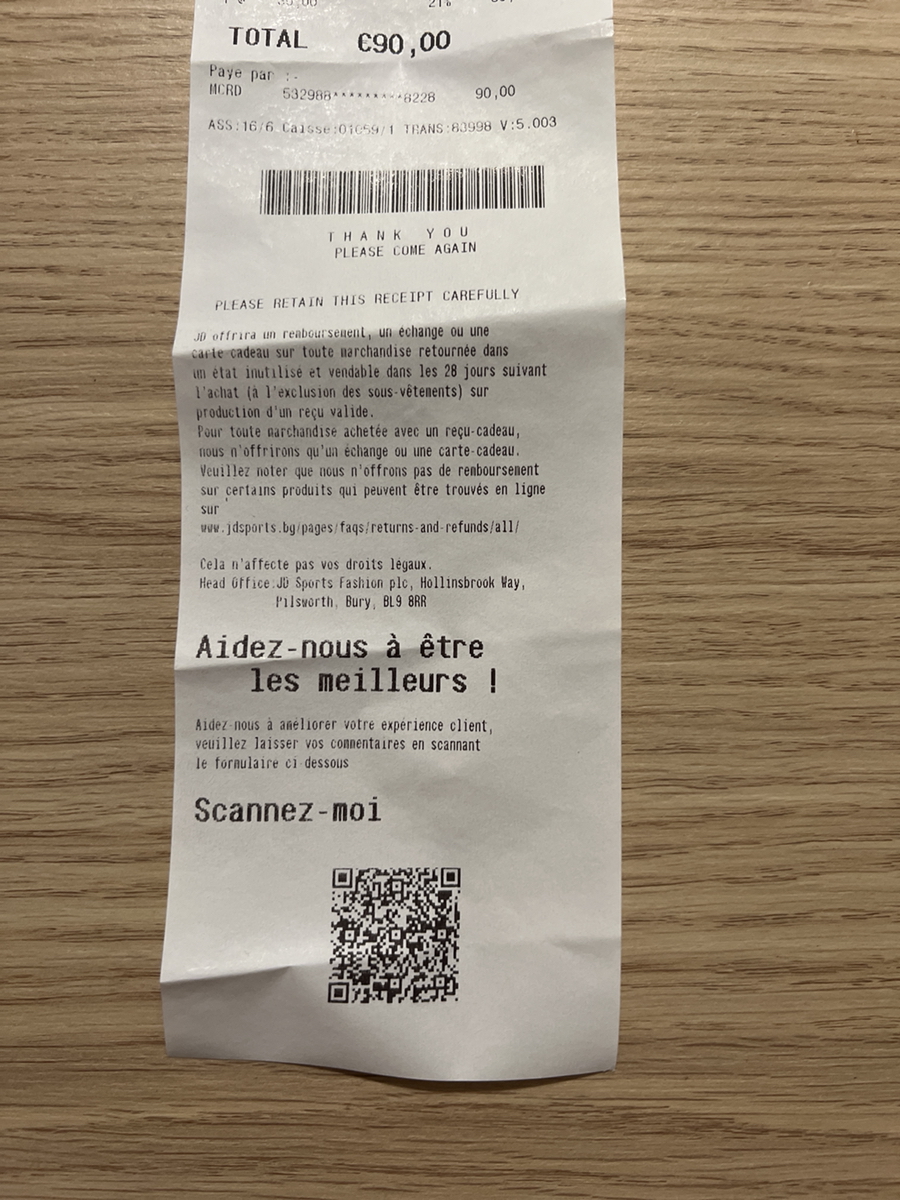 21%
TOTAL €90,00
Paye par :-
MCRD 532988*********8228 90,00
ASS:16/6 Caisse:01059/1 TRANS:83998 V:5.003
THANK YOU
PLEASE COME AGAIN
PLEASE RETAIN THIS RECEIPT CAREFULLY
JD offrira un remboursement, un échange ou une
carte cadeau sur toute marchandise retournée dans
un état inutilisé et vendable dans les 28 jours suivant
l'achat (à l'exclusion des sous-vêtements) sur
production d'un reçu valide.
Pour toute marchandise achetée avec un reçu-cadeau,
nous n'offrirons qu'un échange ou une carte-cadeau.
Veuillez noter que nous n'offrons pas de remboursement
sur certains produits qui peuvent être trouvés en ligne
sur
www.jdsports.bg/pages/faqs/returns-and-refunds/all/
Cela n'affecte pas vos droits légaux.
Head Office:JD Sports Fashion plc, Hollinsbrook Way,
Pilsworth, Bury, BL9 8RR
Aidez-nous à être
les meilleurs !
Aidez-nous à améliorer votre expérience client,
veuillez laisser vos commentaires en scannant
le formulaire ci-dessous
Scannez-moi